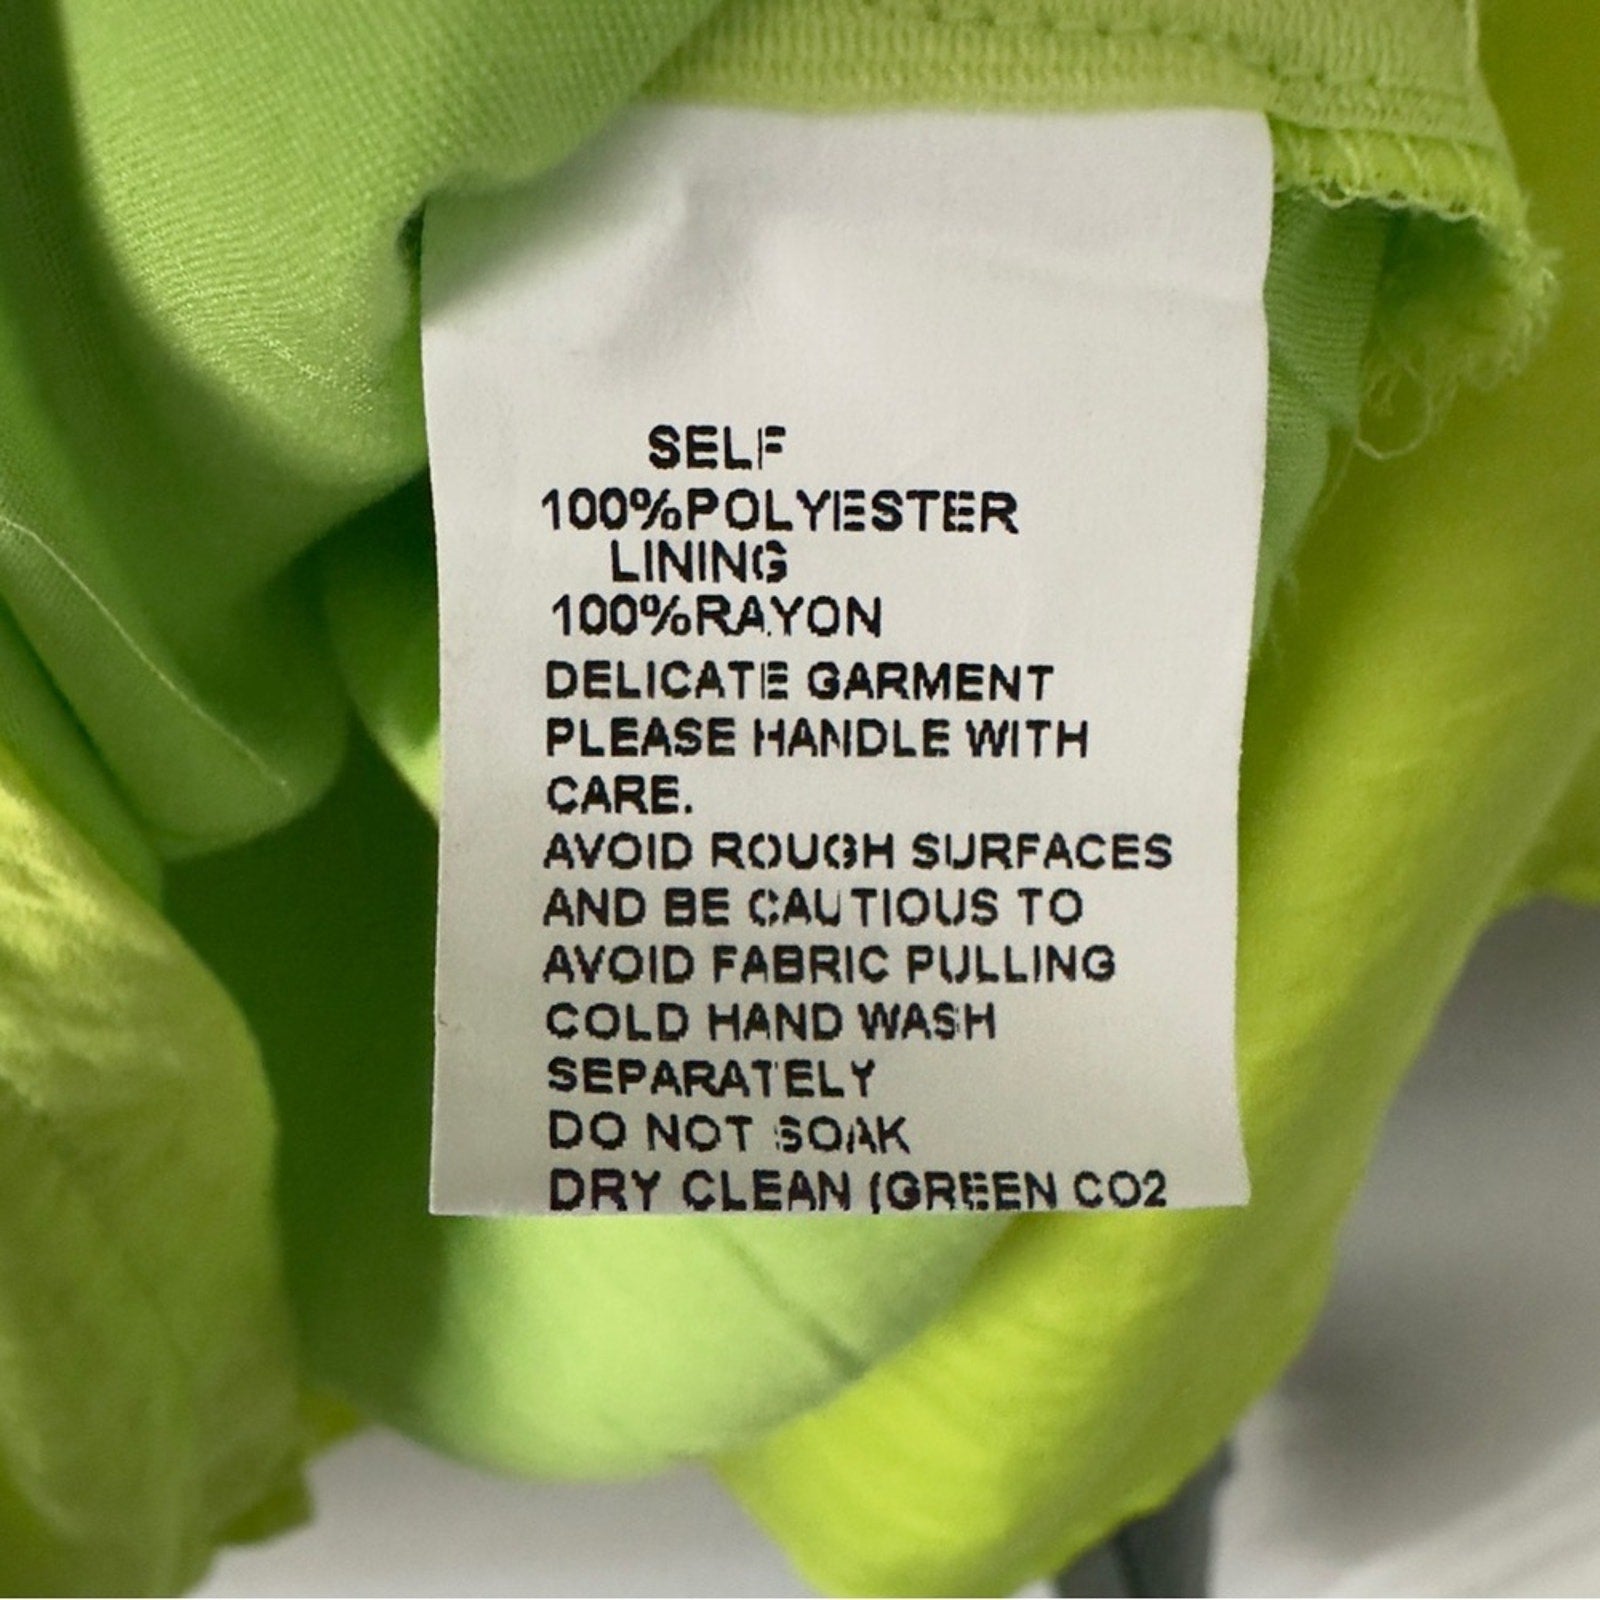 SELF
100%POLYESTER
LINING
100%RAYON
DELICATE GARMENT
PLEASE HANDLE WITH
CARE.
AVOID ROUGH SURFACES
AND BE CAUTIOUS TO
AVOID FABRIC PULLING
COLD HAND WASH
SEPARATELY
DO NOT SOAK
DRY CLEAN (GREEN CO2